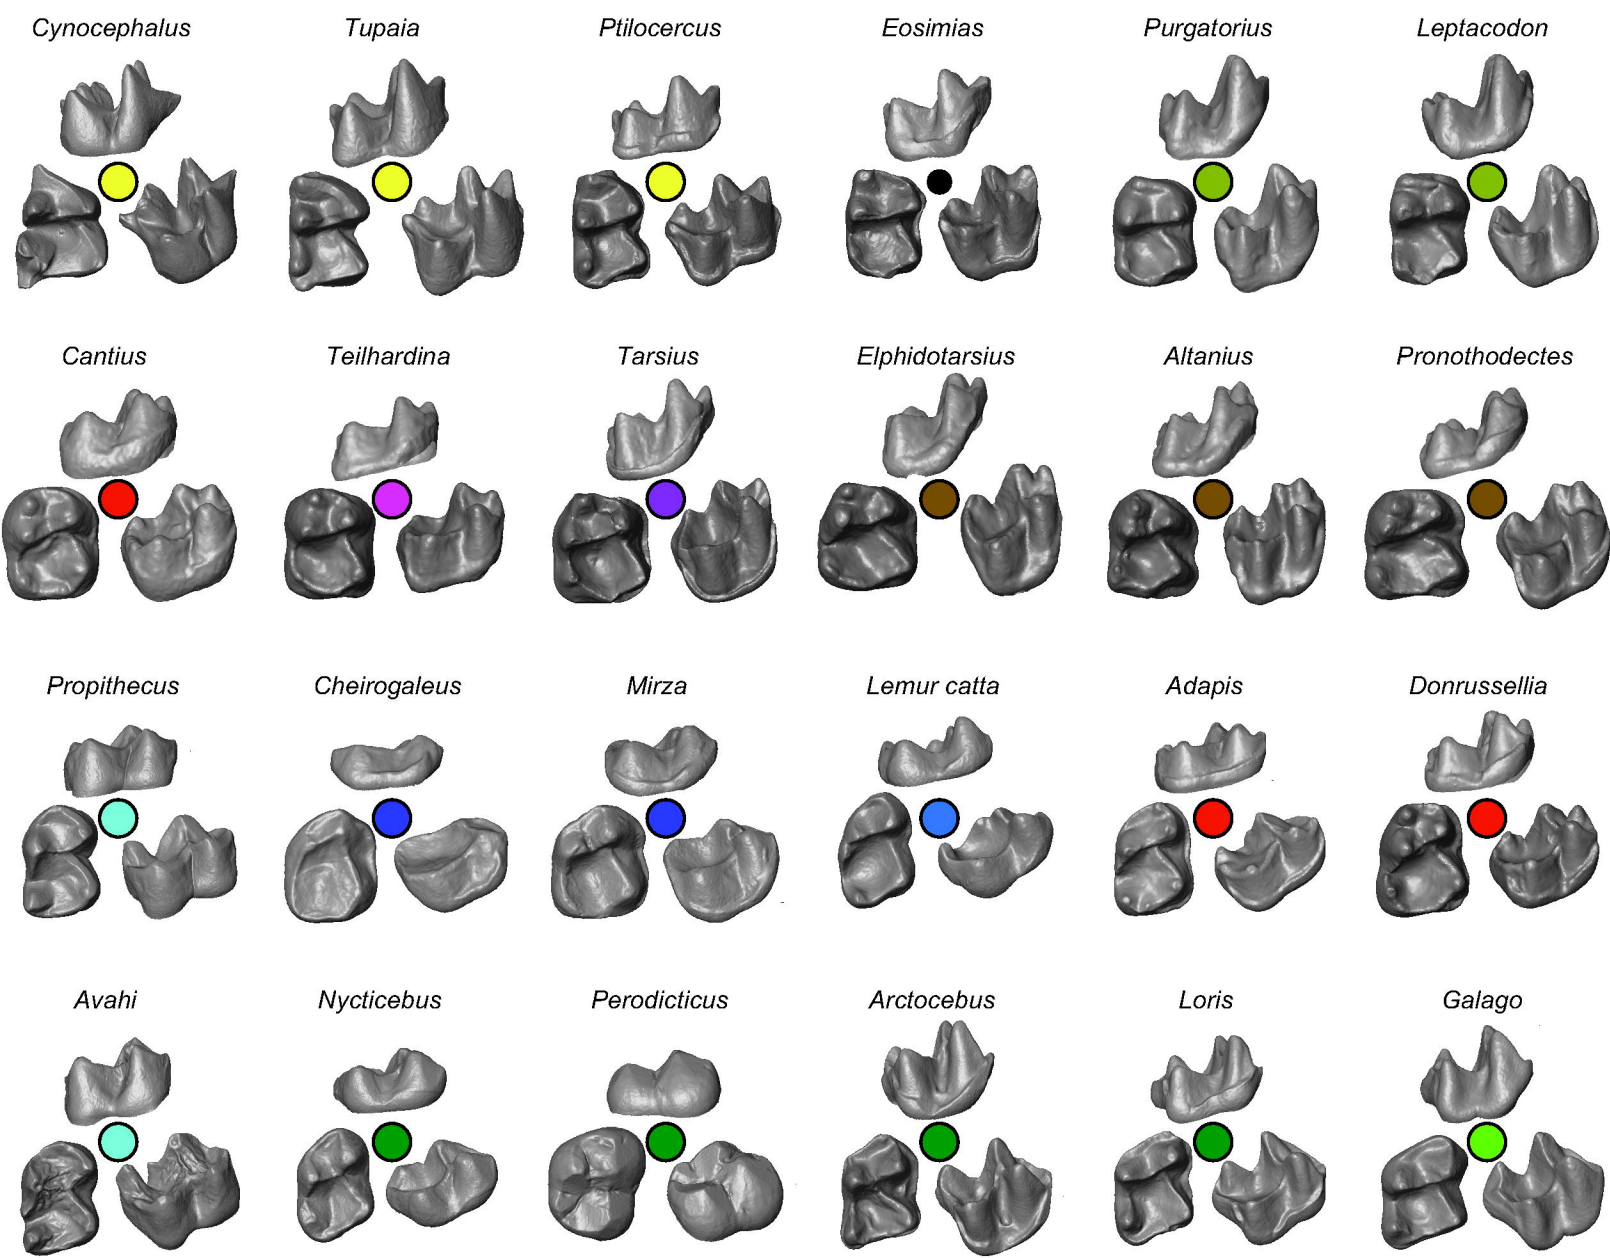 Cynocephalus Tupaia Ptilocercus Eosimias Purgatorius Leptacodon
Cantius Teilhardina Tarsius Elphidotarsius Altanius Pronothodectes
Propithecus Cheirogaleus Mirza Lemur catta Adapis Donrussellia
Avahi Nycticebus Perodicticus Arctocebus Loris Galago